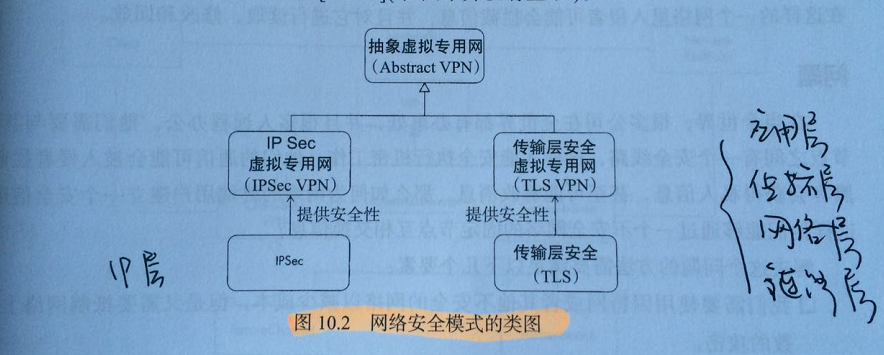 抽象虚拟专用网
(Abstract VPN)
IP Sec
虚拟专用网
(IPSec VPN)
传输层安全
虚拟专用网
(TLS VPN)
提供安全性
提供安全性
IPSec
传输层安全
(TLS)
图 10.2 网络安全模式的类图
IP层
应用层
传输层
网络层
链路层